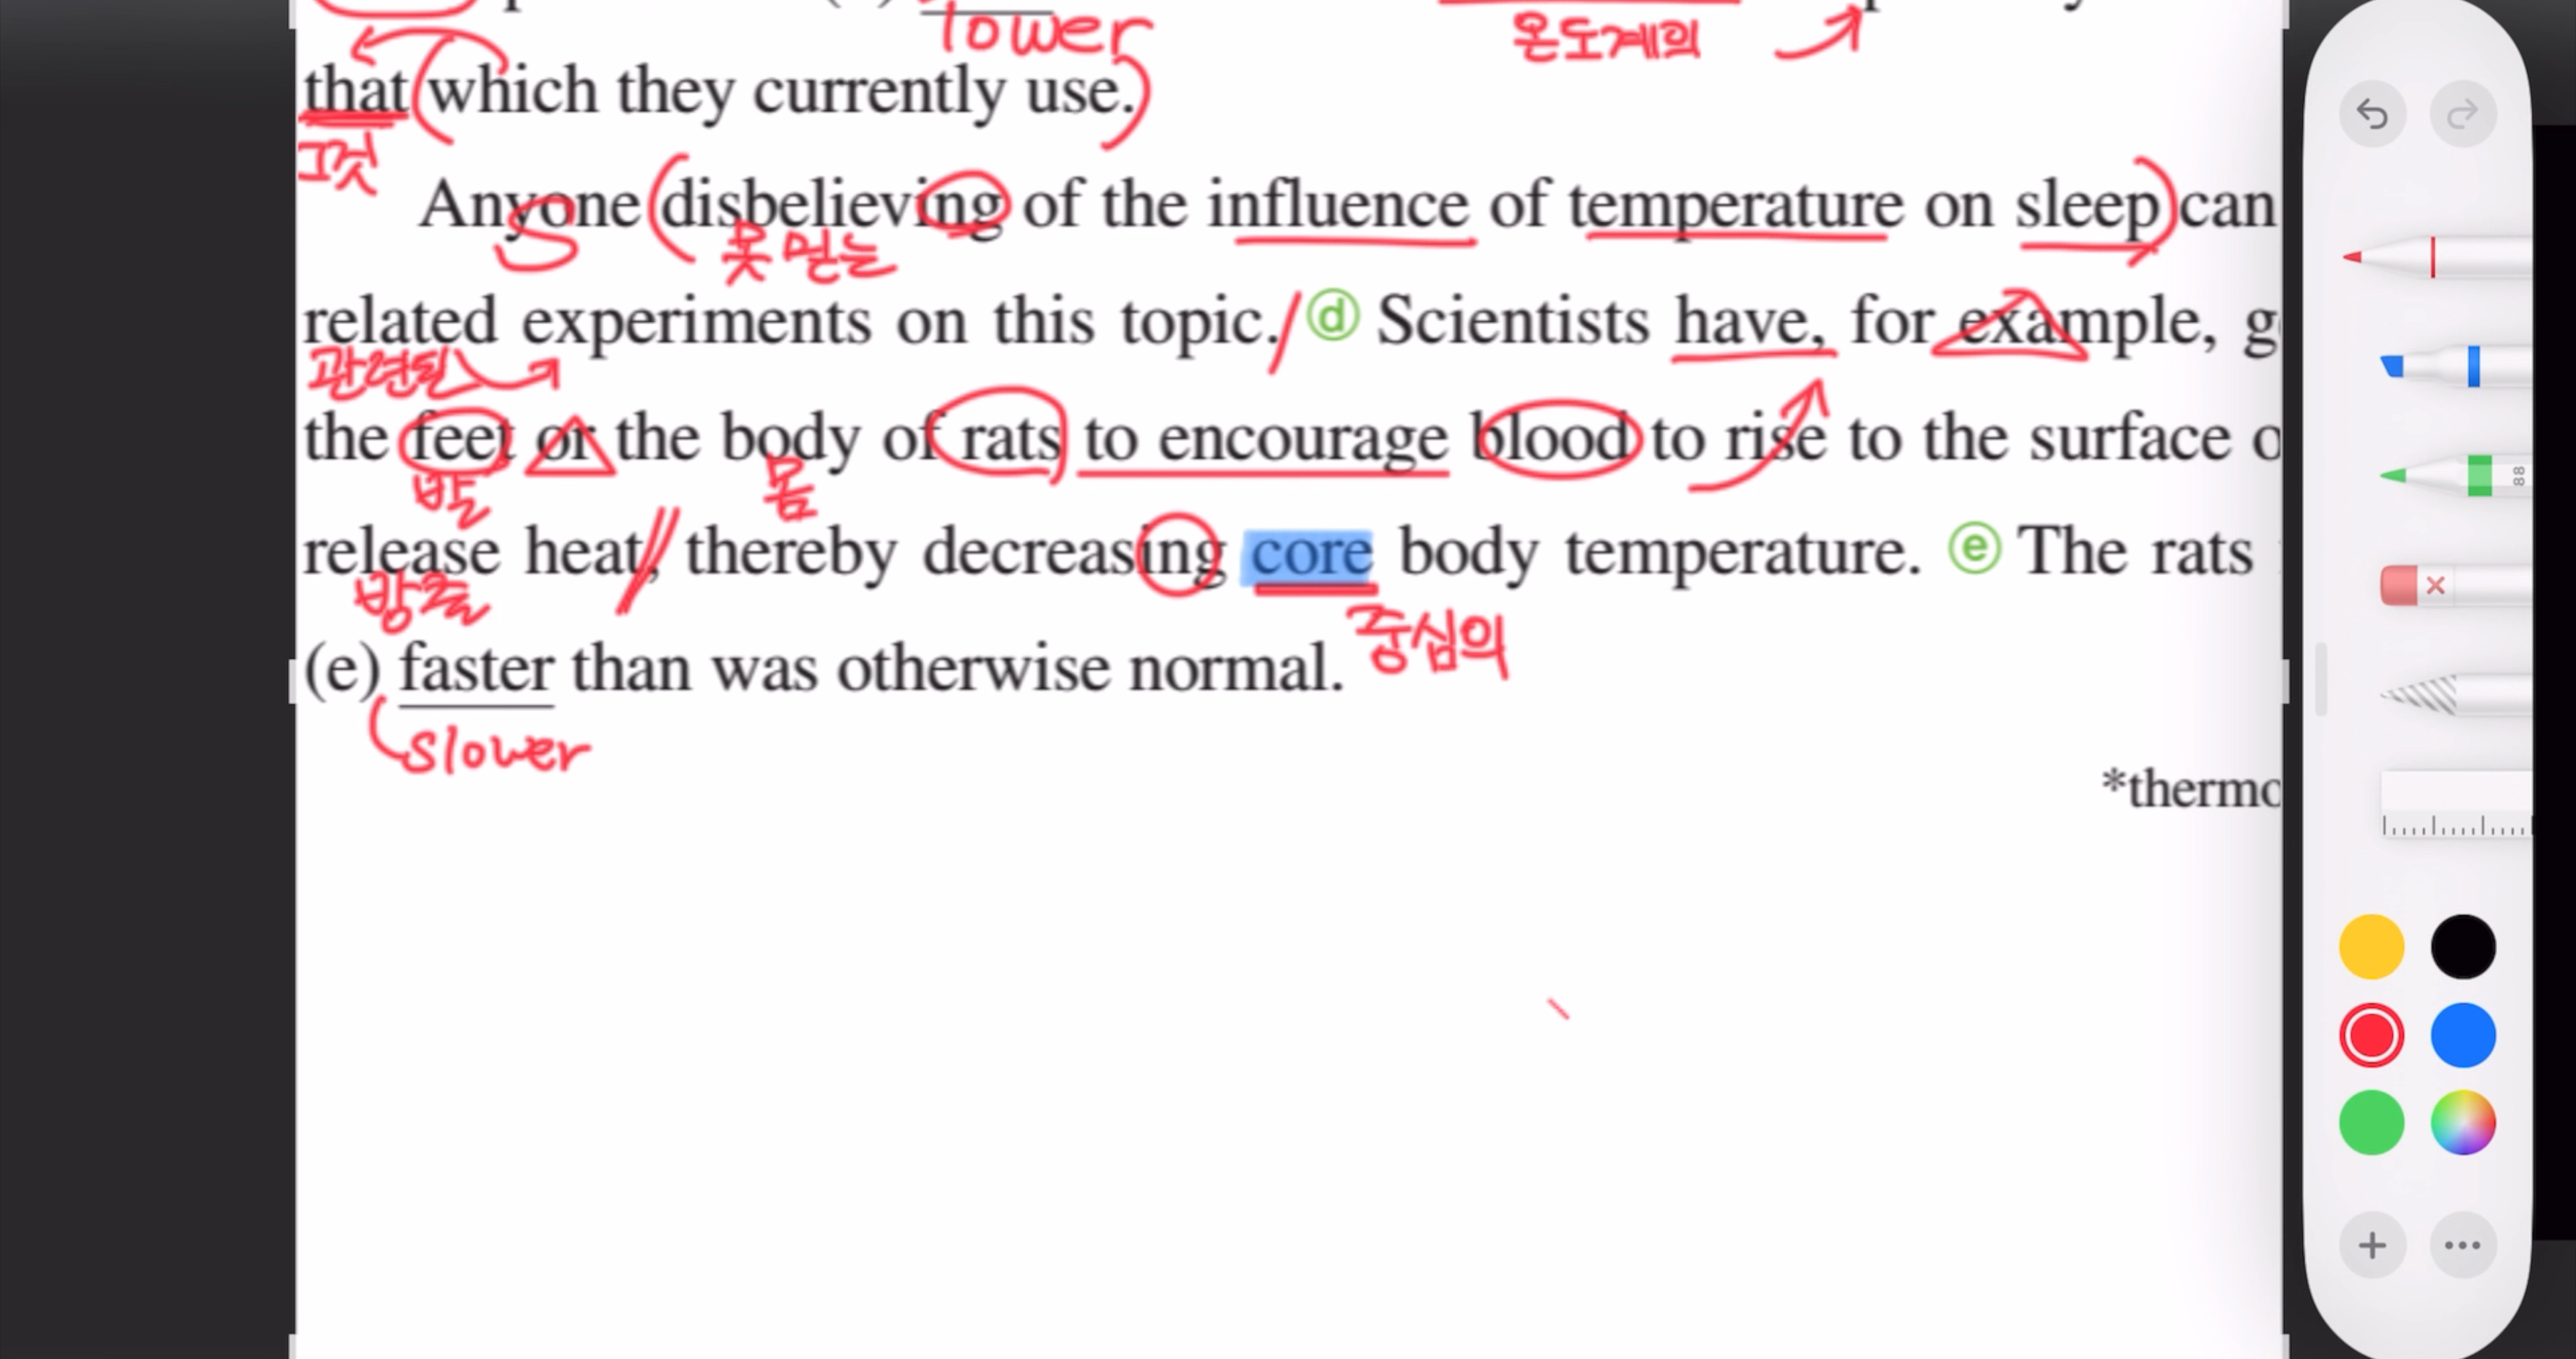 lower 온도계의
that which they currently use.
그것
Anyone disbelieving of the influence of temperature on sleep can
S 못 믿는
related experiments on this topic. ⓓ Scientists have, for example, g
관련된
the feet or the body of rats to encourage blood to rise to the surface o
발 몸
release heat, thereby decreasing core body temperature. ⓔ The rats
방출 중심의
(e) faster than was otherwise normal.
slower
*thermo
88